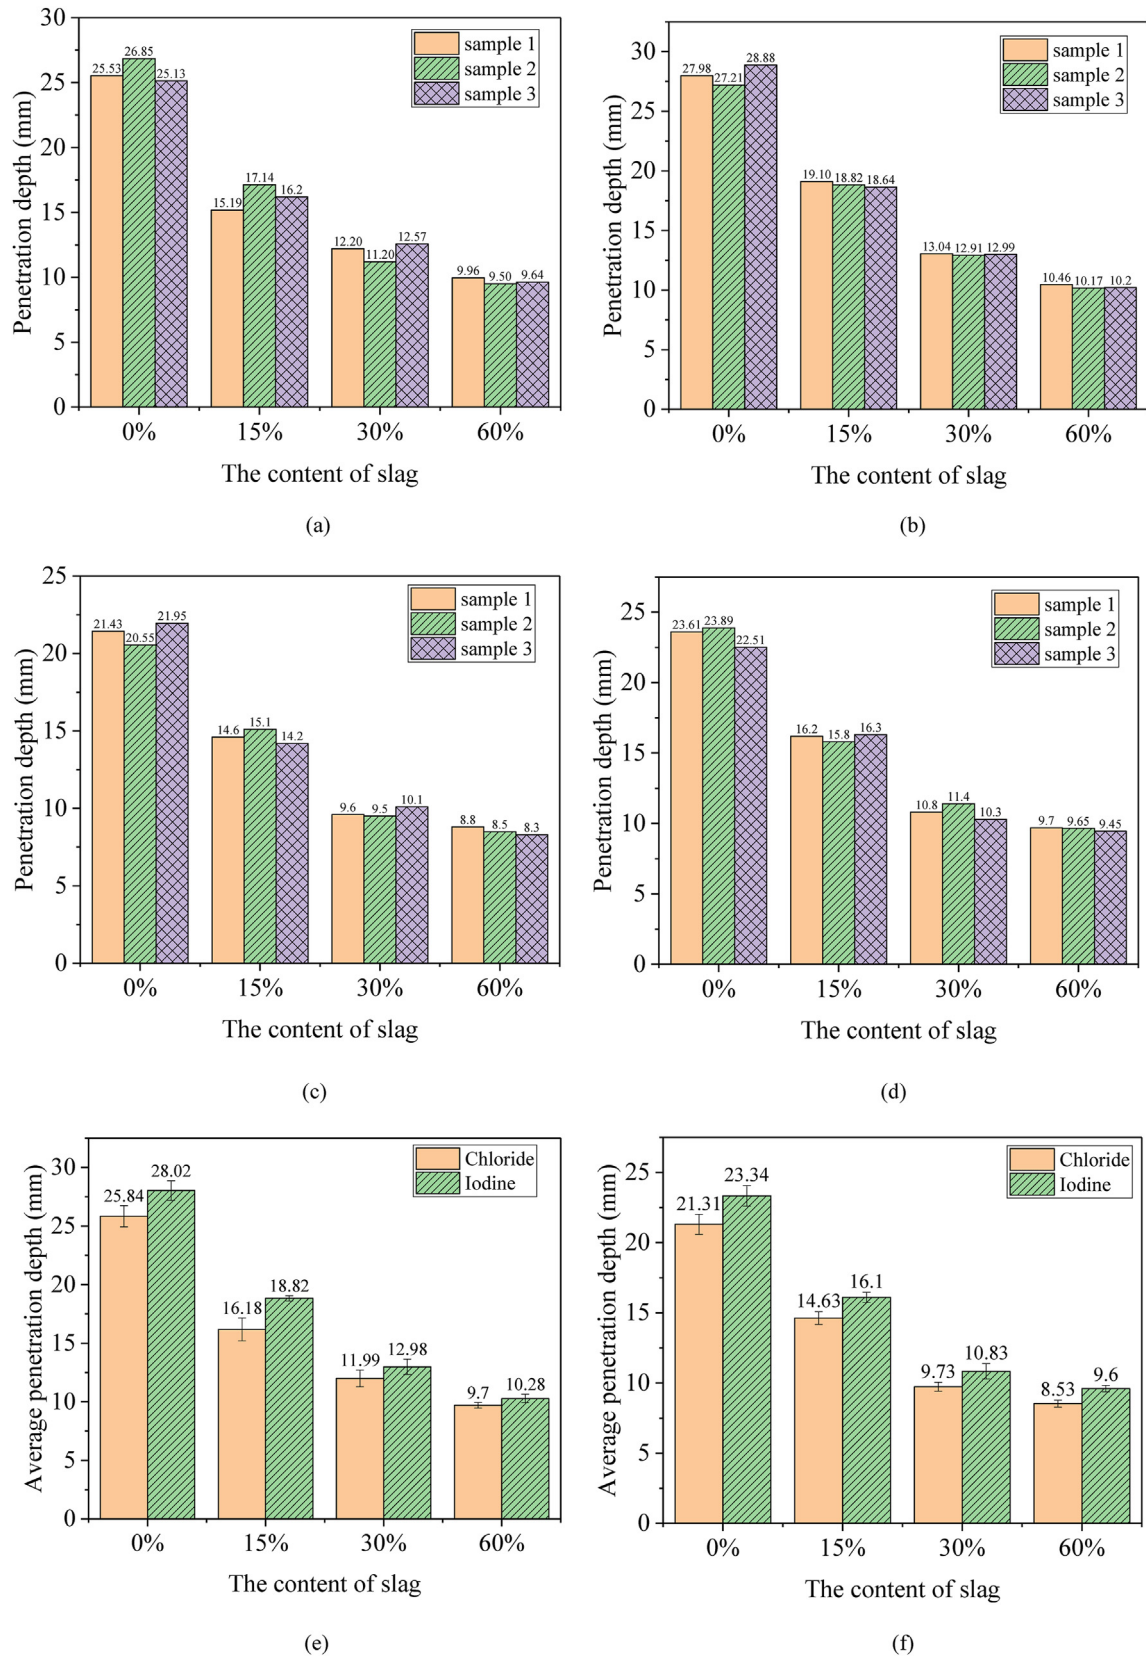 Penetration depth (mm)
30
25
20
15
10
5
0
sample 1
sample 2
sample 3
25.53 26.85 25.13
15.19 17.14 16.2
12.20 11.20 12.57
9.96 9.50 9.64
0% 15% 30% 60%
The content of slag
(a)
Penetration depth (mm)
30
25
20
15
10
5
0
sample 1
sample 2
sample 3
27.98 27.21 28.88
19.10 18.82 18.64
13.04 12.91 12.99
10.46 10.17 10.2
0% 15% 30% 60%
The content of slag
(b)
Penetration depth (mm)
25
20
15
10
5
0
sample 1
sample 2
sample 3
21.43 20.55 21.95
14.6 15.1 14.2
9.6 9.5 10.1
8.8 8.5 8.3
0% 15% 30% 60%
The content of slag
(c)
Penetration depth (mm)
25
20
15
10
5
0
sample 1
sample 2
sample 3
23.61 23.89 22.51
16.2 15.8 16.3
10.8 11.4 10.3
9.7 9.65 9.45
0% 15% 30% 60%
The content of slag
(d)
Average penetration depth (mm)
30
25
20
15
10
5
0
Chloride
Iodine
25.84 28.02
16.18 18.82
11.99 12.98
9.7 10.28
0% 15% 30% 60%
The content of slag
(e)
Average penetration depth (mm)
25
20
15
10
5
0
Chloride
Iodine
21.31 23.34
14.63 16.1
9.73 10.83
8.53 9.6
0% 15% 30% 60%
The content of slag
(f)